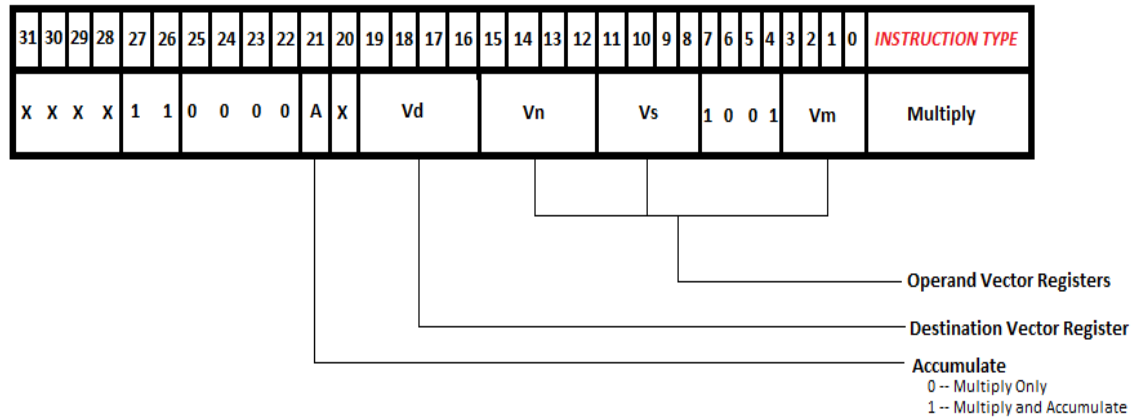 31 30 29 28 27 26 25 24 23 22 21 20 19 18 17 16 15 14 13 12 11 10 9 8 7 6 5 4 3 2 1 0 INSTRUCTION TYPE
X X X X 1 1 0 0 0 0 A X Vd Vn Vs 1 0 0 1 Vm Multiply
Operand Vector Registers
Destination Vector Register
Accumulate
0 -- Multiply Only
1 -- Multiply and Accumulate